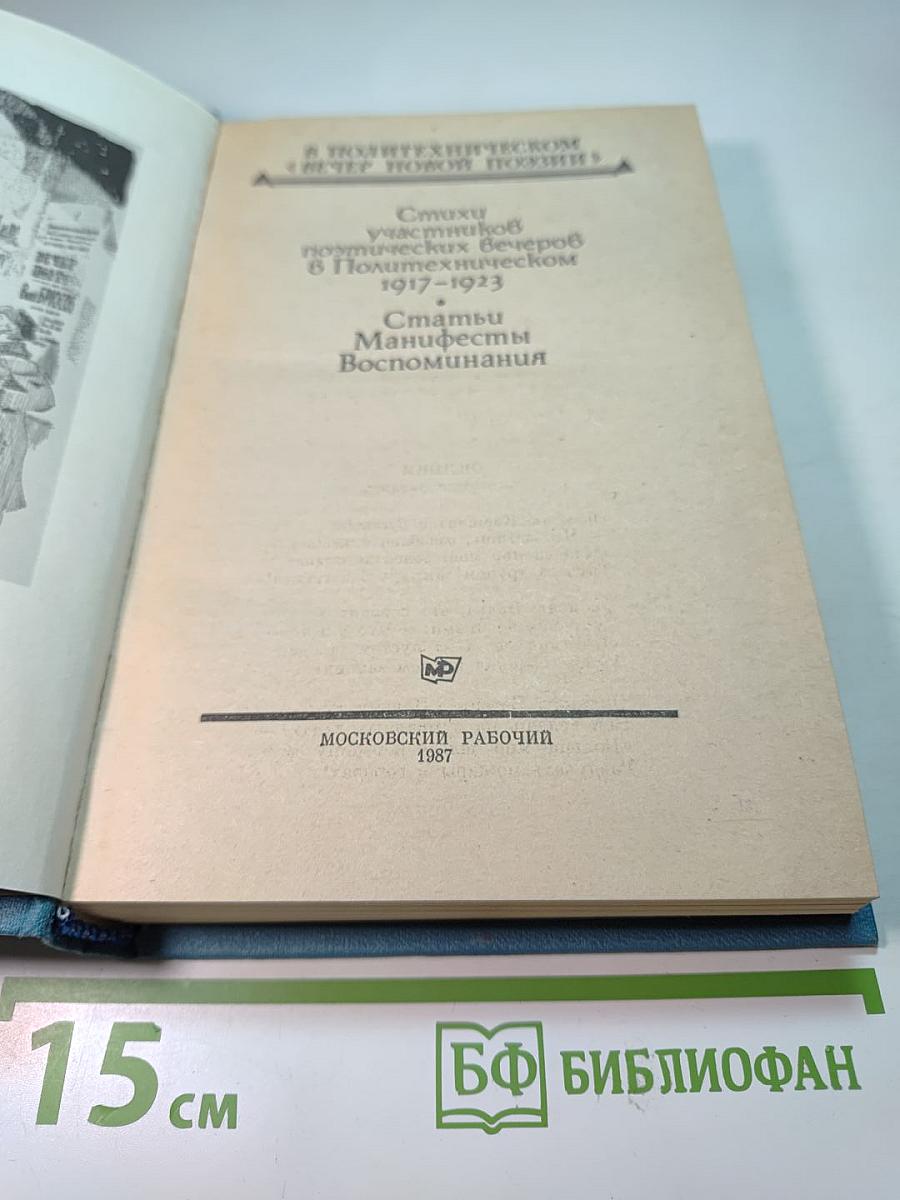 В ПОЛИТЕХНИЧЕСКОМ
«ВЕЧЕР НОВОЙ ПОЭЗИИ»
Стихи
участников
поэтических вечеров
в Политехническом
1917–1923
•
Статьи
Манифесты
Воспоминания
МР
МОСКОВСКИЙ РАБОЧИЙ
1987
15 см
БФ БИБЛИОФАН